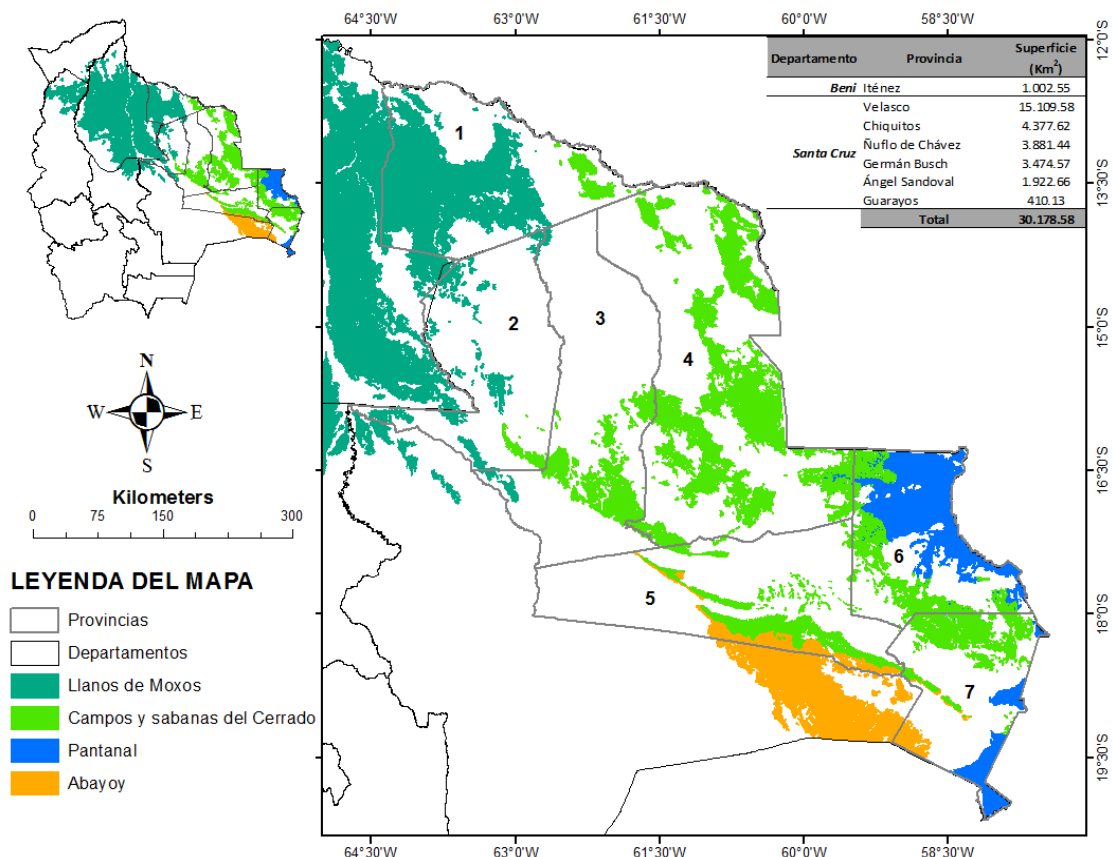 64°30'W 63°0'W 61°30'W 60°0'W 58°30'W
12°0'S
13°30'S
15°0'S
16°30'S
18°0'S
19°30'S
Departamento Provincia Superficie (Km²)
Beni Iténez 1.002.55
Santa Cruz Velasco 15.109.58
Chiquitos 4.377.62
Ñuflo de Chávez 3.881.44
Germán Busch 3.474.57
Ángel Sandoval 1.922.66
Guarayos 410.13
Total 30.178.58
1
2
3
4
5
6
7
N
W E
S
Kilometers
0 75 150 300
LEYENDA DEL MAPA
Provincias
Departamentos
Llanos de Moxos
Campos y sabanas del Cerrado
Pantanal
Abayoy
64°30'W 63°0'W 61°30'W 60°0'W 58°30'W